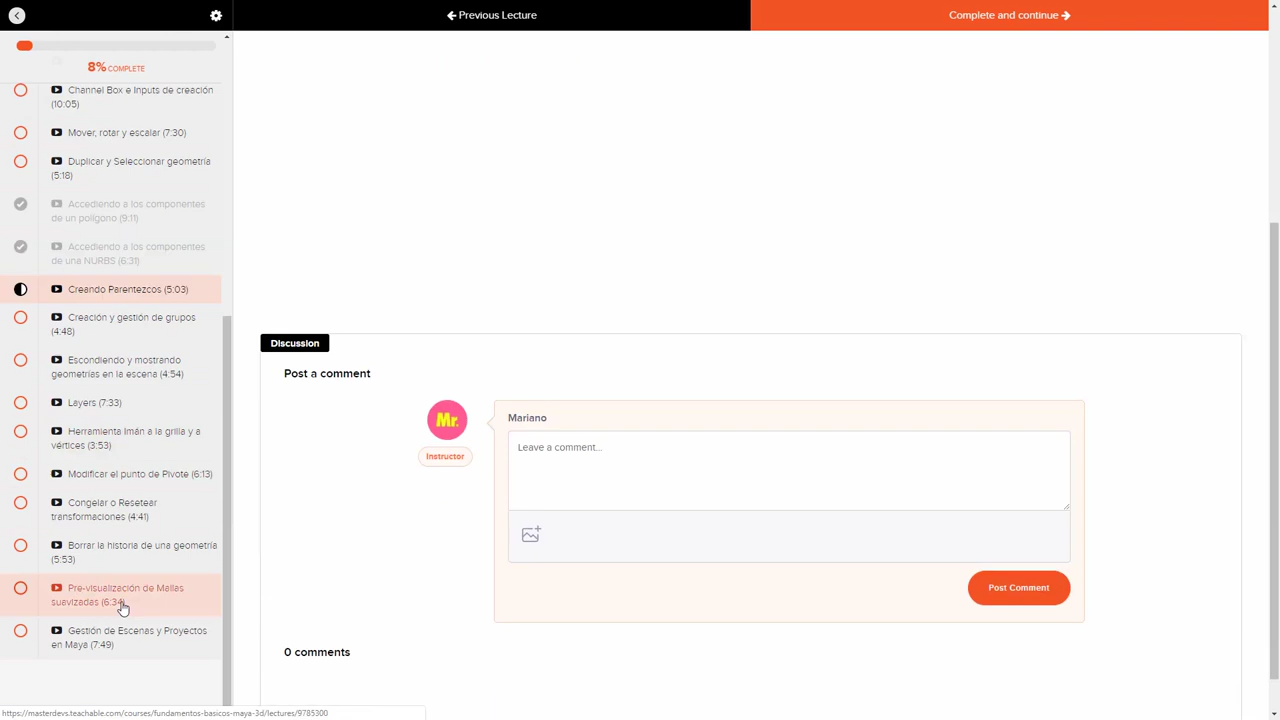 Previous Lecture
Complete and continue
8% COMPLETE
Channel Box e Inputs de creación
(10:05)
Mover, rotar y escalar (7:30)
Duplicar y Seleccionar geometría
(5:18)
Accediendo a los componentes
de un polígono (9:11)
Accediendo a los componentes
de una NURBS (6:31)
Creando Parentezcos (5:03)
Creación y gestión de grupos
(4:48)
Escondiendo y mostrando
geometrías en la escena (4:54)
Layers (7:33)
Herramienta Imán a la grilla y a
vértices (3:53)
Modificar el punto de Pivote (6:13)
Congelar o Resetear
transformaciones (4:41)
Borrar la historia de una geometría
(5:53)
Pre-visualización de Mallas
suavizadas (6:34)
Gestión de Escenas y Proyectos
en Maya (7:49)
Discussion
Post a comment
Mr.
Instructor
Mariano
Leave a comment...
Post Comment
0 comments
https://masterdevs.teachable.com/courses/fundamentos-basicos-maya-3d/lectures/9785300